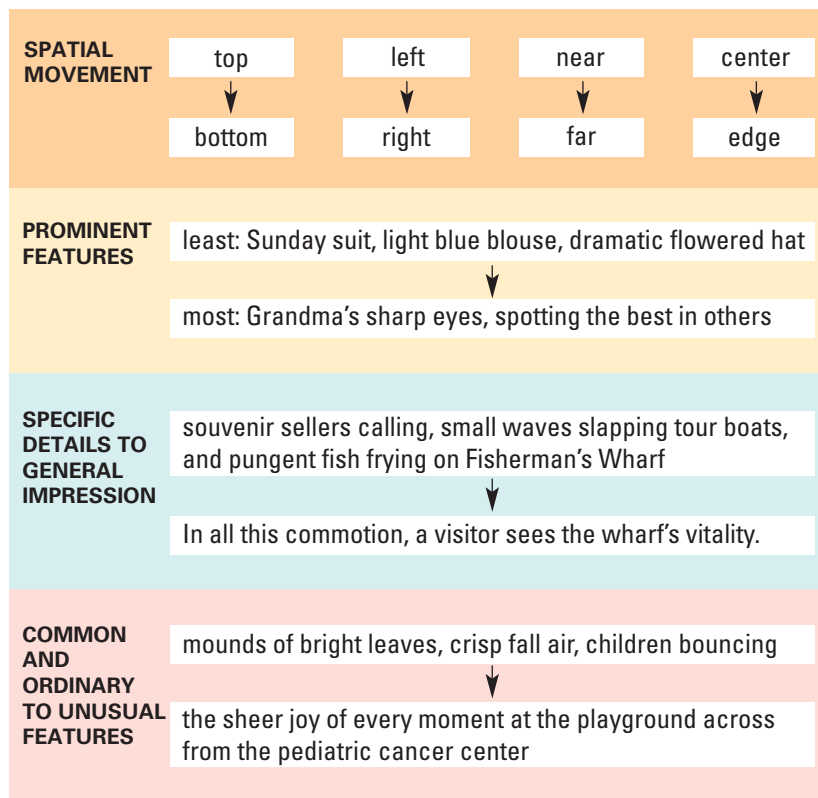 SPATIAL
MOVEMENT
top left near center
bottom right far edge
PROMINENT
FEATURES
least: Sunday suit, light blue blouse, dramatic flowered hat
most: Grandma’s sharp eyes, spotting the best in others
SPECIFIC
DETAILS TO
GENERAL
IMPRESSION
souvenir sellers calling, small waves slapping tour boats,
and pungent fish frying on Fisherman’s Wharf
In all this commotion, a visitor sees the wharf’s vitality.
COMMON
AND
ORDINARY
TO UNUSUAL
FEATURES
mounds of bright leaves, crisp fall air, children bouncing
the sheer joy of every moment at the playground across
from the pediatric cancer center